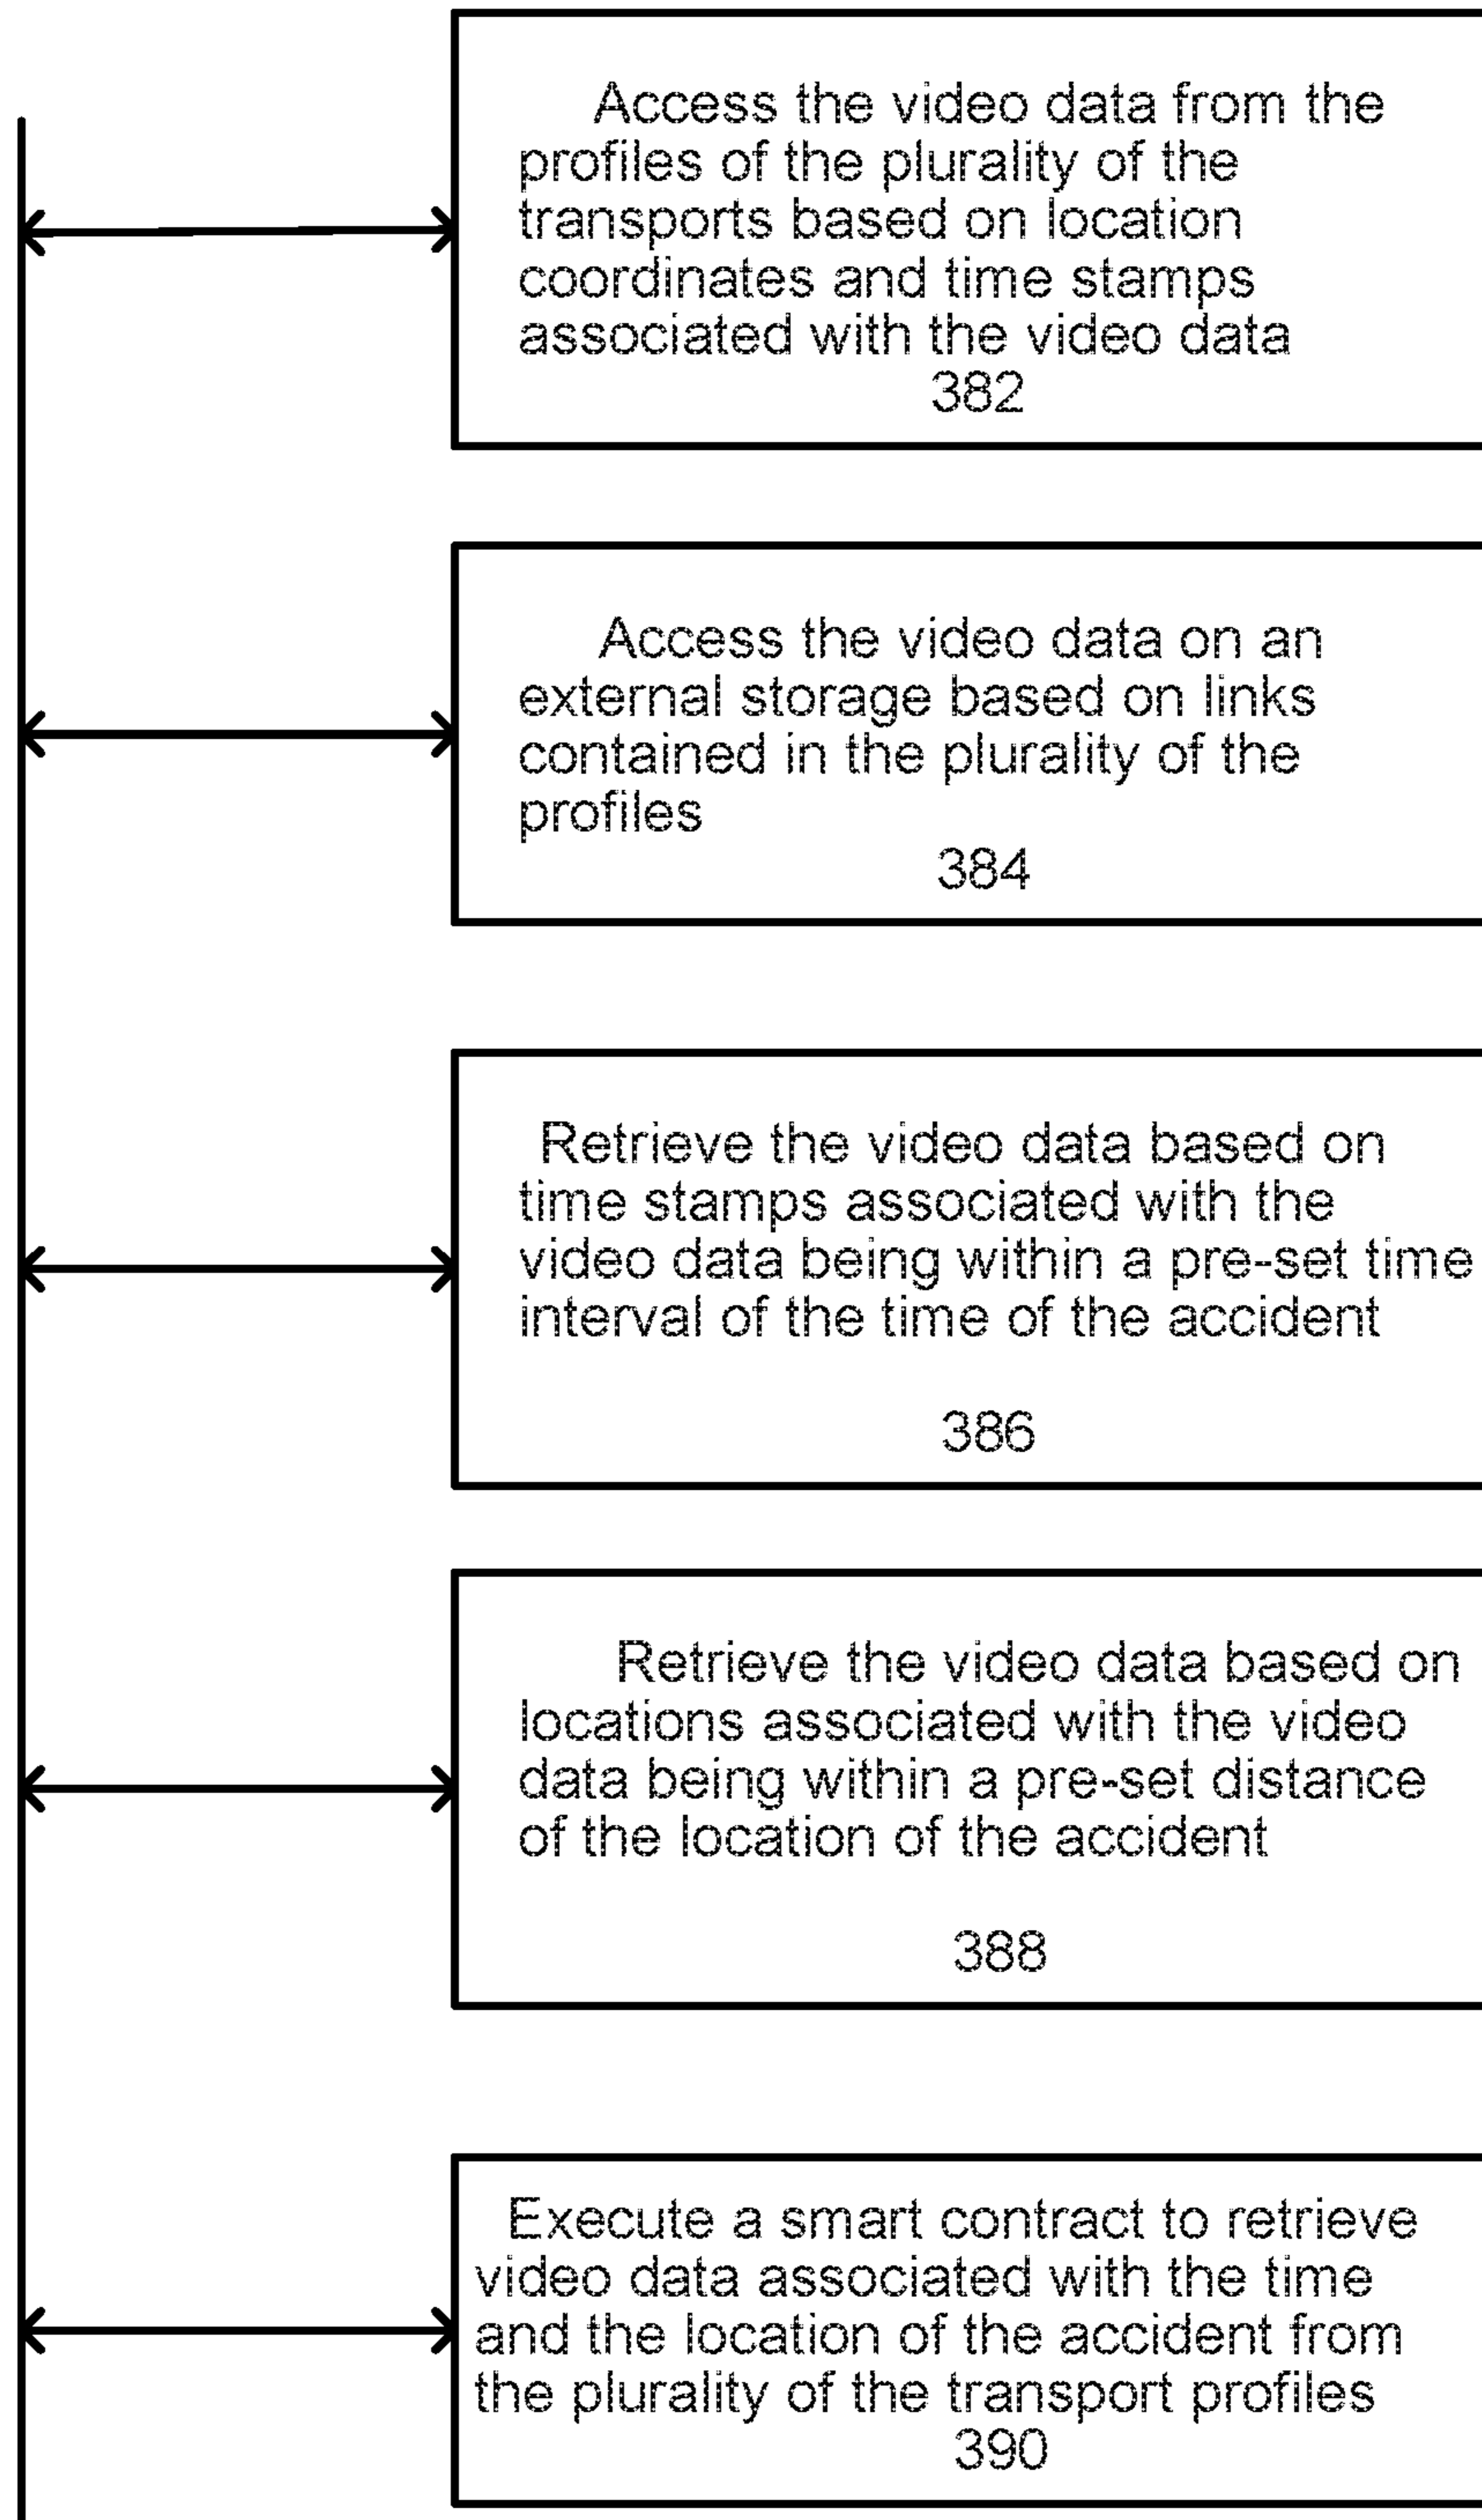 Access the video data from the
profiles of the plurality of the
transports based on location
coordinates and time stamps
associated with the video data
382
Access the video data on an
external storage based on links
contained in the plurality of the
profiles
384
Retrieve the video data based on
time stamps associated with the
video data being within a pre-set time
interval of the time of the accident
386
Retrieve the video data based on
locations associated with the video
data being within a pre-set distance
of the location of the accident
388
Execute a smart contract to retrieve
video data associated with the time
and the location of the accident from
the plurality of the transport profiles
390